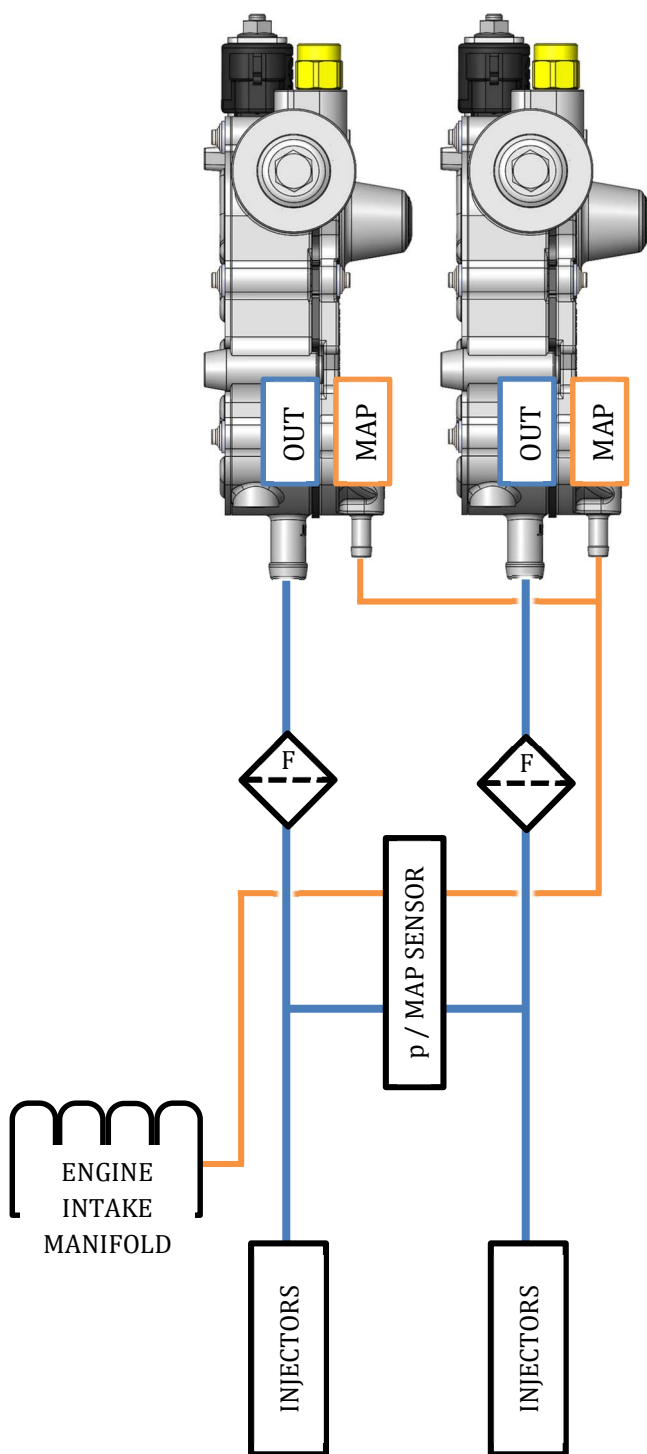 OUT
MAP
OUT
MAP
F
F
p / MAP SENSOR
ENGINE
INTAKE
MANIFOLD
INJECTORS
INJECTORS